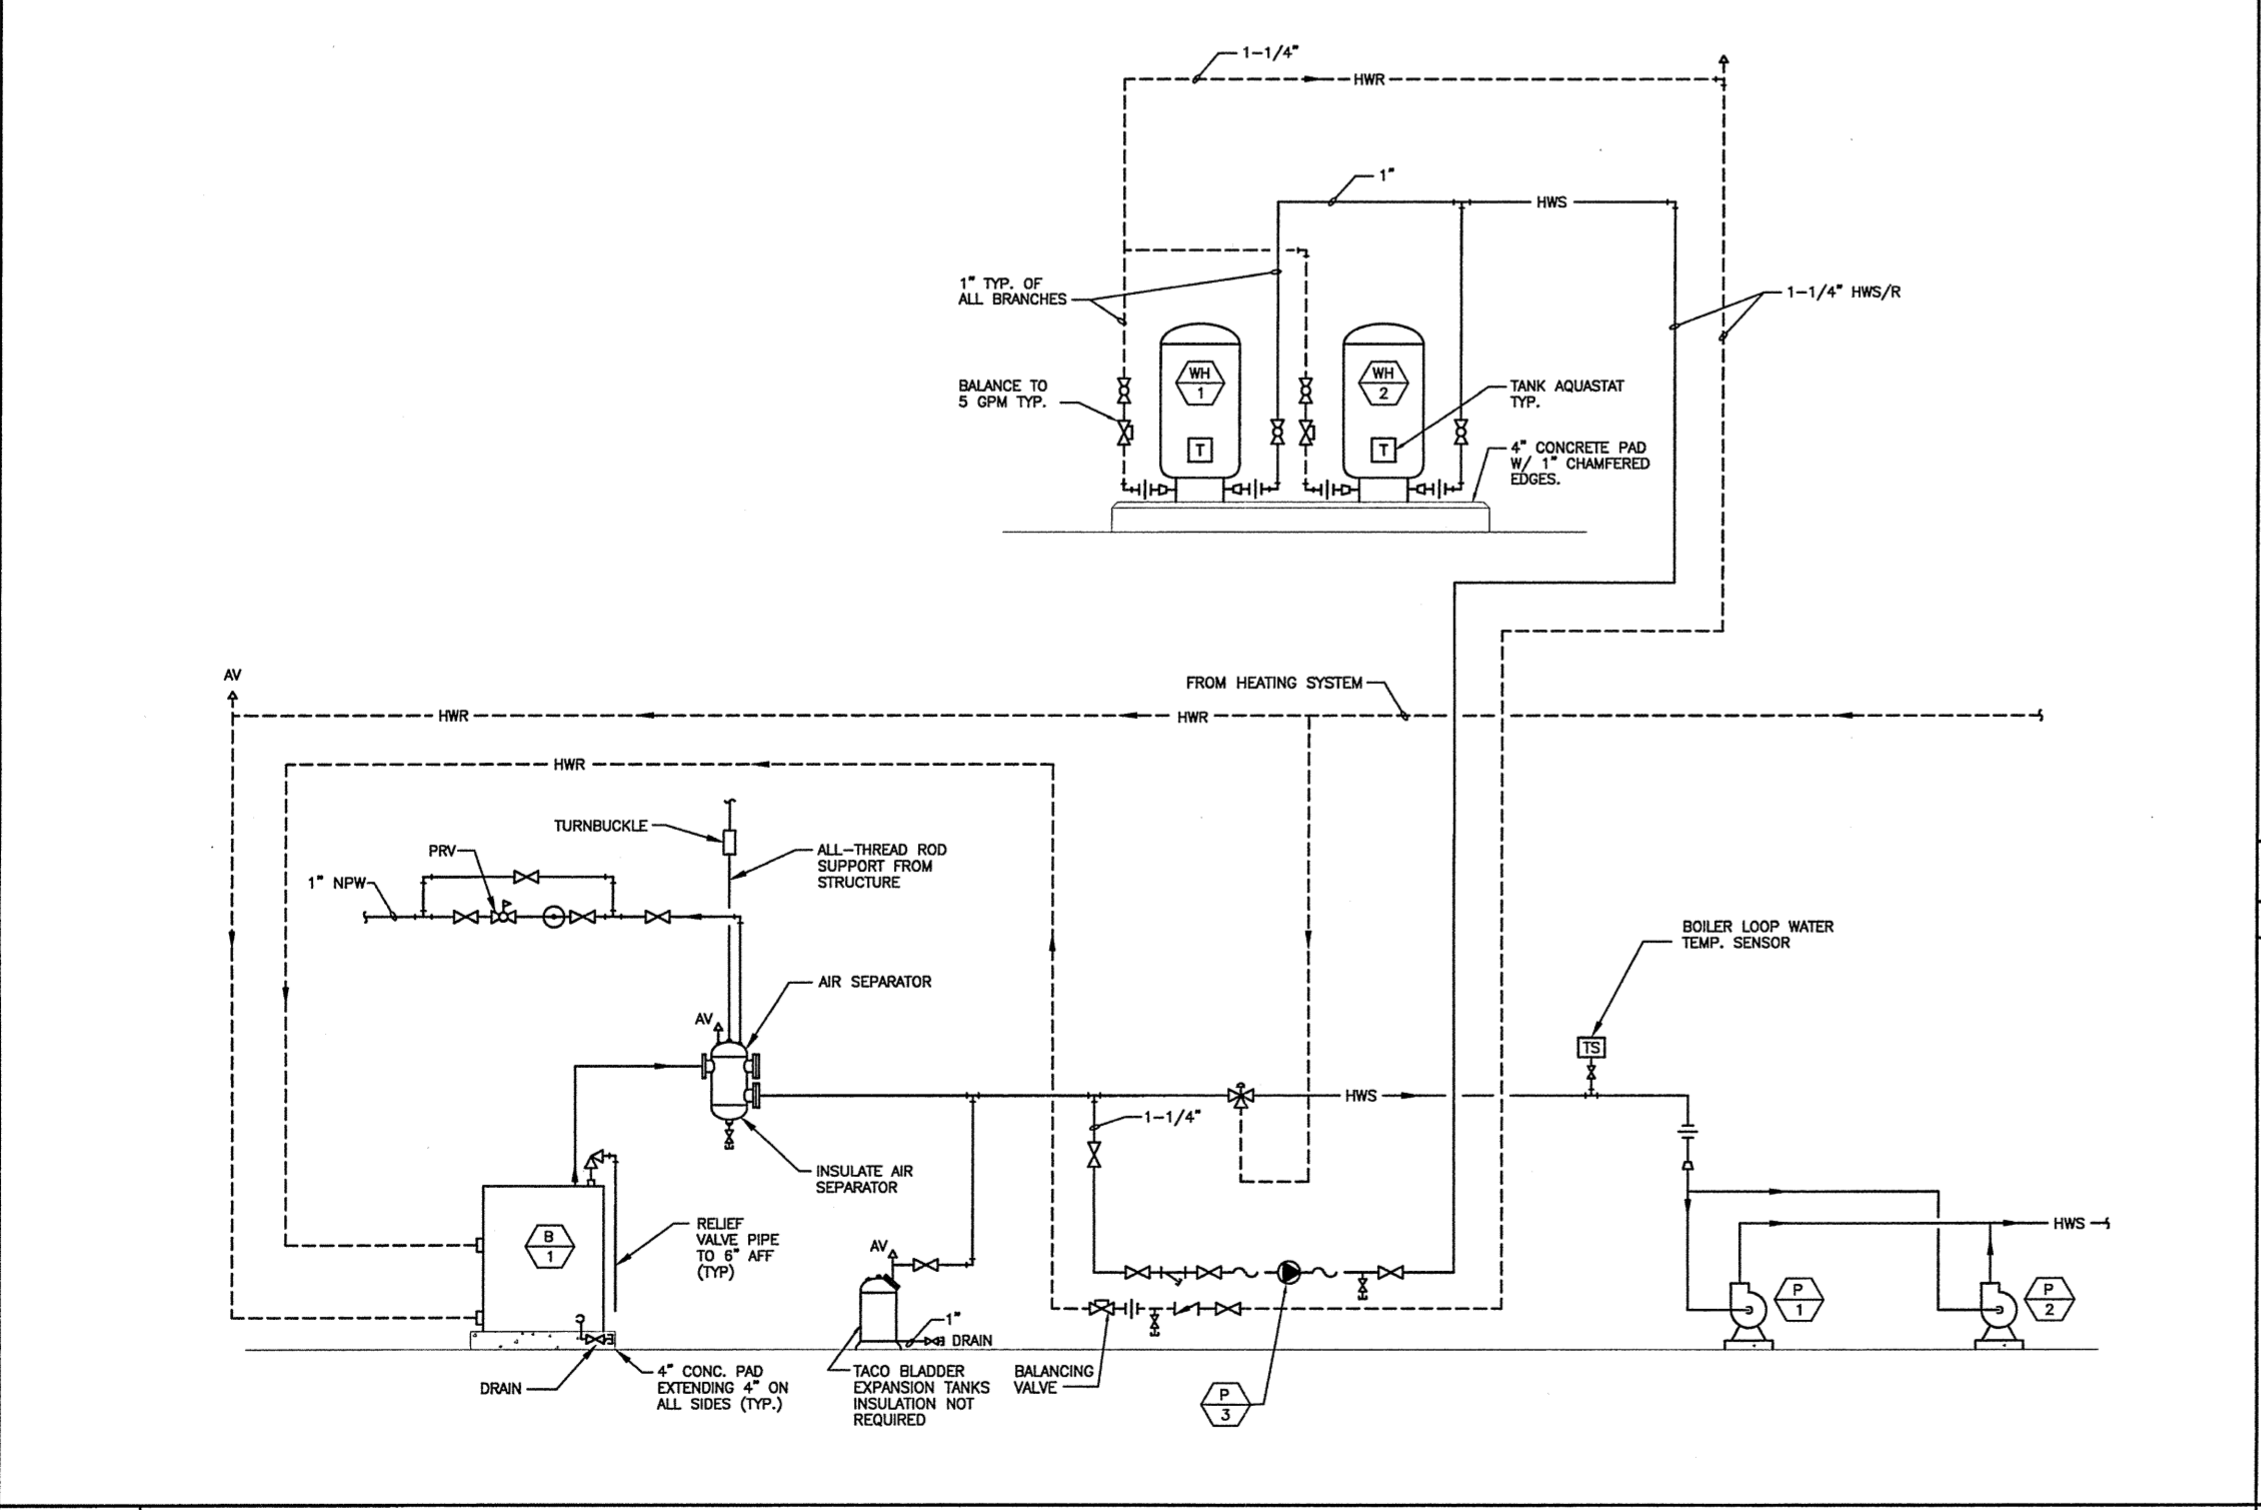 1-1/4"
HWR
1"
HWS
1" TYP. OF
ALL BRANCHES
1-1/4" HWS/R
WH
1
WH
2
BALANCE TO
5 GPM TYP.
TANK AQUASTAT
TYP.
T
T
4" CONCRETE PAD
W/ 1" CHAMFERED
EDGES.
AV
FROM HEATING SYSTEM
HWR
HWR
HWR
TURNBUCKLE
PRV
ALL-THREAD ROD
SUPPORT FROM
STRUCTURE
1" NPW
BOILER LOOP WATER
TEMP. SENSOR
AIR SEPARATOR
AV
TS
HWS
1-1/4"
INSULATE AIR
SEPARATOR
RELIEF
VALVE PIPE
TO 6" AFF
(TYP)
B
1
AV
HWS
P
1
P
2
1"
DRAIN
DRAIN
4" CONC. PAD
EXTENDING 4" ON
ALL SIDES (TYP.)
TACO BLADDER
EXPANSION TANKS
INSULATION NOT
REQUIRED
BALANCING
VALVE
P
3